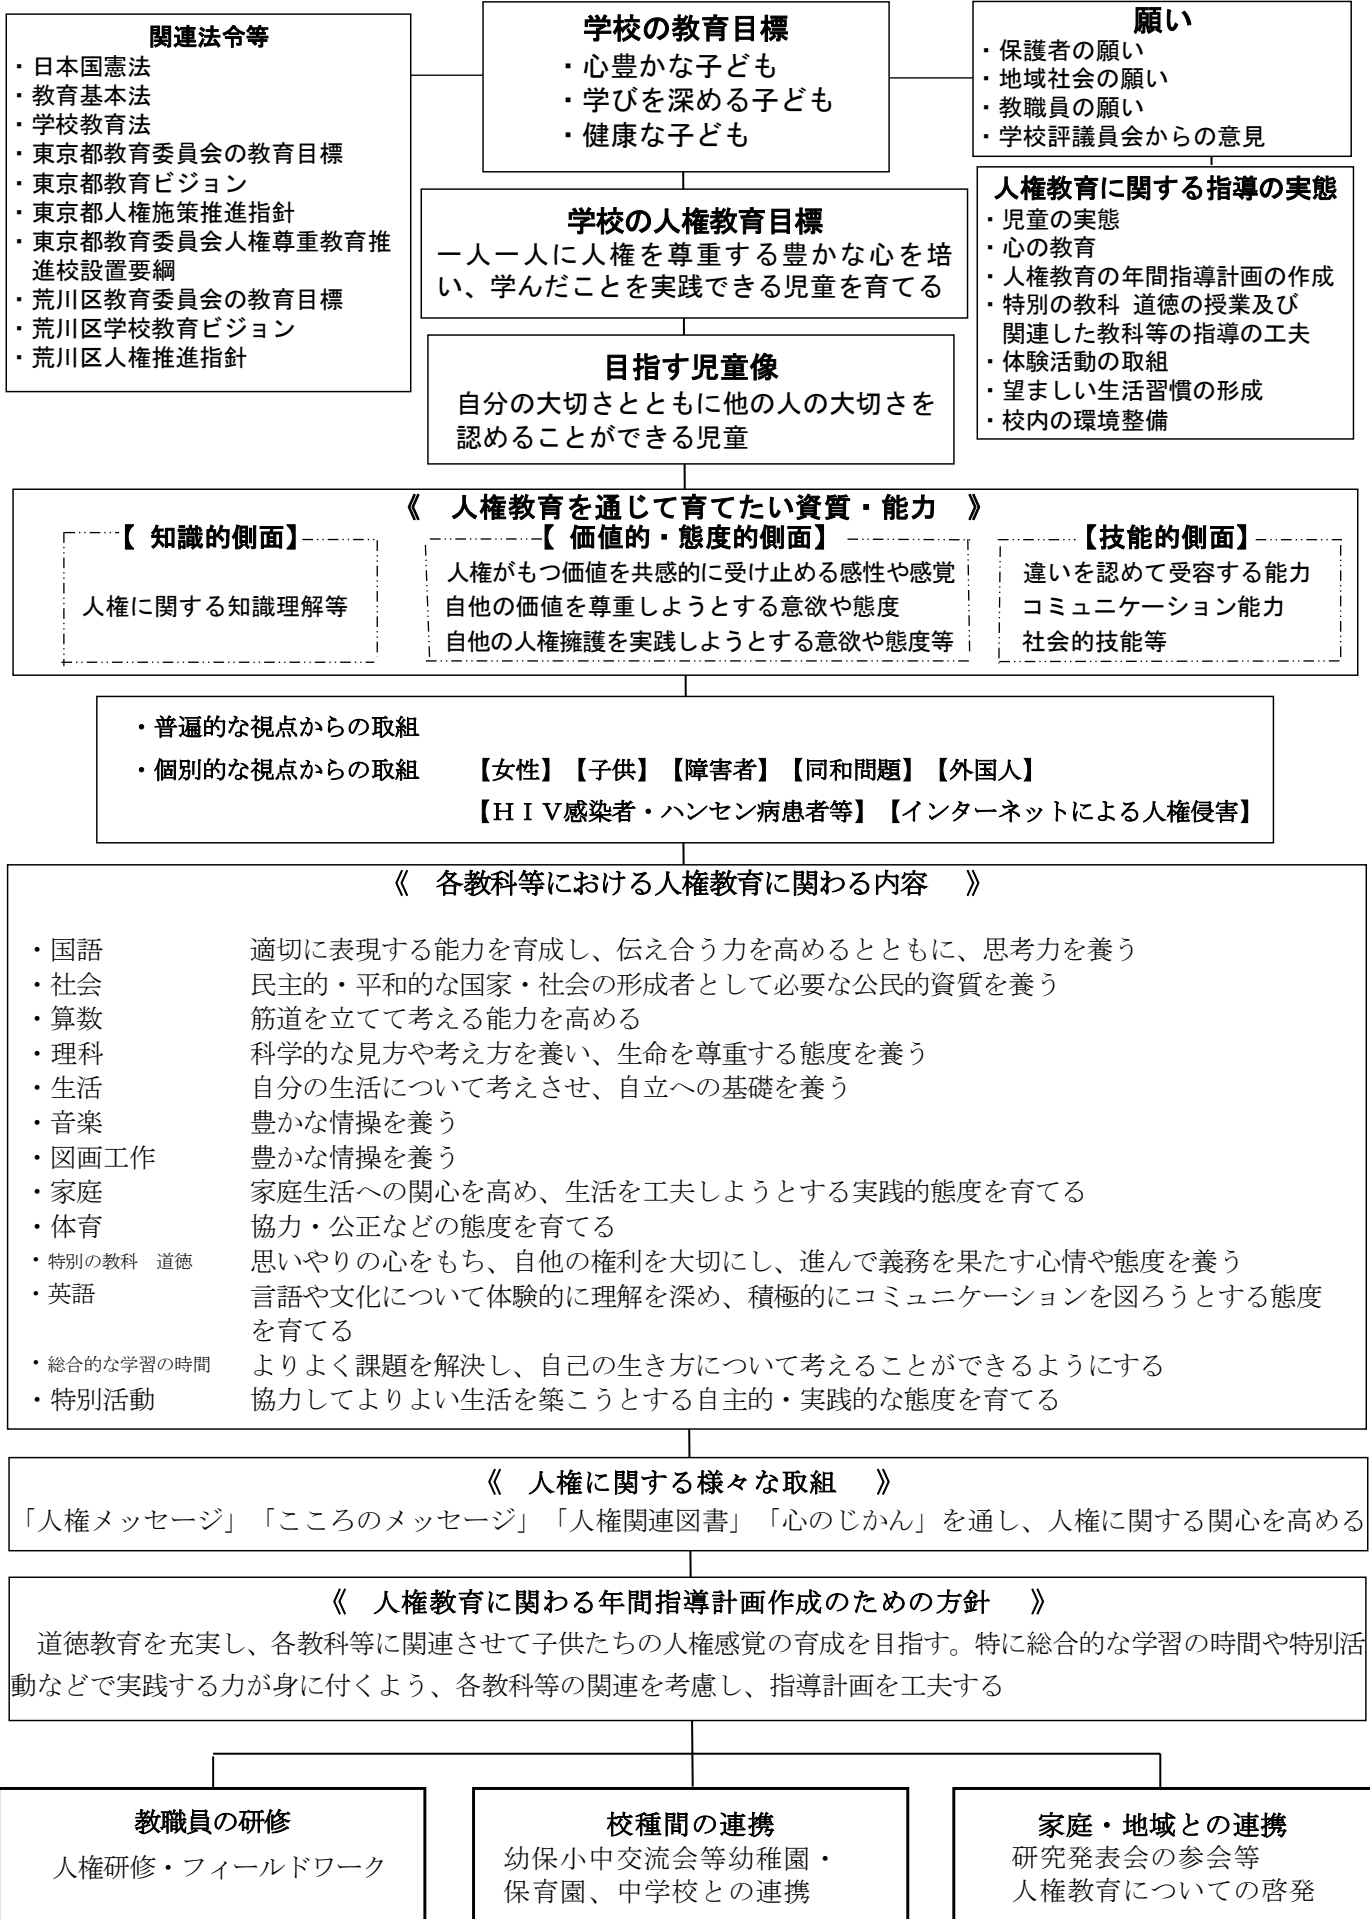 関連法令等
・日本国憲法
・教育基本法
・学校教育法
・東京都教育委員会の教育目標
・東京都教育ビジョン
・東京都人権施策推進指針
・東京都教育委員会人権尊重教育推
進校設置要綱
・荒川区教育委員会の教育目標
・荒川区学校教育ビジョン
・荒川区人権推進指針
学校の教育目標
・心豊かな子ども
・学びを深める子ども
・健康な子ども
願い
・保護者の願い
・地域社会の願い
・教職員の願い
・学校評議員会からの意見
学校の人権教育目標
一人一人に人権を尊重する豊かな心を培
い、学んだことを実践できる児童を育てる
人権教育に関する指導の実態
・児童の実態
・心の教育
・人権教育の年間指導計画の作成
・特別の教科 道徳の授業及び
関連した教科等の指導の工夫
・体験活動の取組
・望ましい生活習慣の形成
・校内の環境整備
目指す児童像
自分の大切さとともに他の人の大切さを
認めることができる児童
《 人権教育を通じて育てたい資質・能力 》
【 知識的側面】
人権に関する知識理解等
【 価値的・態度的側面】
人権がもつ価値を共感的に受け止める感性や感覚
自他の価値を尊重しようとする意欲や態度
自他の人権擁護を実践しようとする意欲や態度等
【技能的側面】
違いを認めて受容する能力
コミュニケーション能力
社会的技能等
・普遍的な視点からの取組
・個別的な視点からの取組 【女性】【子供】【障害者】【同和問題】【外国人】
【ＨＩＶ感染者・ハンセン病患者等】【インターネットによる人権侵害】
《 各教科等における人権教育に関わる内容 》
・国語 適切に表現する能力を育成し、伝え合う力を高めるとともに、思考力を養う
・社会 民主的・平和的な国家・社会の形成者として必要な公民的資質を養う
・算数 筋道を立てて考える能力を高める
・理科 科学的な見方や考え方を養い、生命を尊重する態度を養う
・生活 自分の生活について考えさせ、自立への基礎を養う
・音楽 豊かな情操を養う
・図画工作 豊かな情操を養う
・家庭 家庭生活への関心を高め、生活を工夫しようとする実践的態度を育てる
・体育 協力・公正などの態度を育てる
・特別の教科 道徳 思いやりの心をもち、自他の権利を大切にし、進んで義務を果たす心情や態度を養う
・英語 言語や文化について体験的に理解を深め、積極的にコミュニケーションを図ろうとする態度
を育てる
・総合的な学習の時間 よりよく課題を解決し、自己の生き方について考えることができるようにする
・特別活動 協力してよりよい生活を築こうとする自主的・実践的な態度を育てる
《 人権に関する様々な取組 》
「人権メッセージ」「こころのメッセージ」「人権関連図書」「心のじかん」を通し、人権に関する関心を高める
《 人権教育に関わる年間指導計画作成のための方針 》
道徳教育を充実し、各教科等に関連させて子供たちの人権感覚の育成を目指す。特に総合的な学習の時間や特別活
動などで実践する力が身に付くよう、各教科等の関連を考慮し、指導計画を工夫する
教職員の研修
人権研修・フィールドワーク
校種間の連携
幼保小中交流会等幼稚園・
保育園、中学校との連携
家庭・地域との連携
研究発表会の参会等
人権教育についての啓発